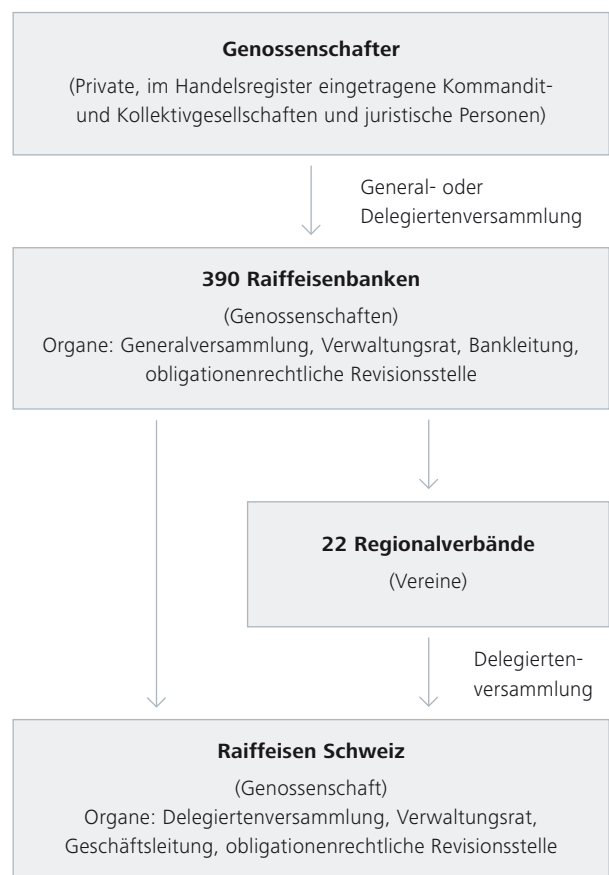 Genossenschafter
(Private, im Handelsregister eingetragene Kommandit-
und Kollektivgesellschaften und juristische Personen)
General- oder
Delegiertenversammlung
390 Raiffeisenbanken
(Genossenschaften)
Organe: Generalversammlung, Verwaltungsrat, Bankleitung,
obligationenrechtliche Revisionsstelle
22 Regionalverbände
(Vereine)
Delegierten-
versammlung
Raiffeisen Schweiz
(Genossenschaft)
Organe: Delegiertenversammlung, Verwaltungsrat,
Geschäftsleitung, obligationenrechtliche Revisionsstelle